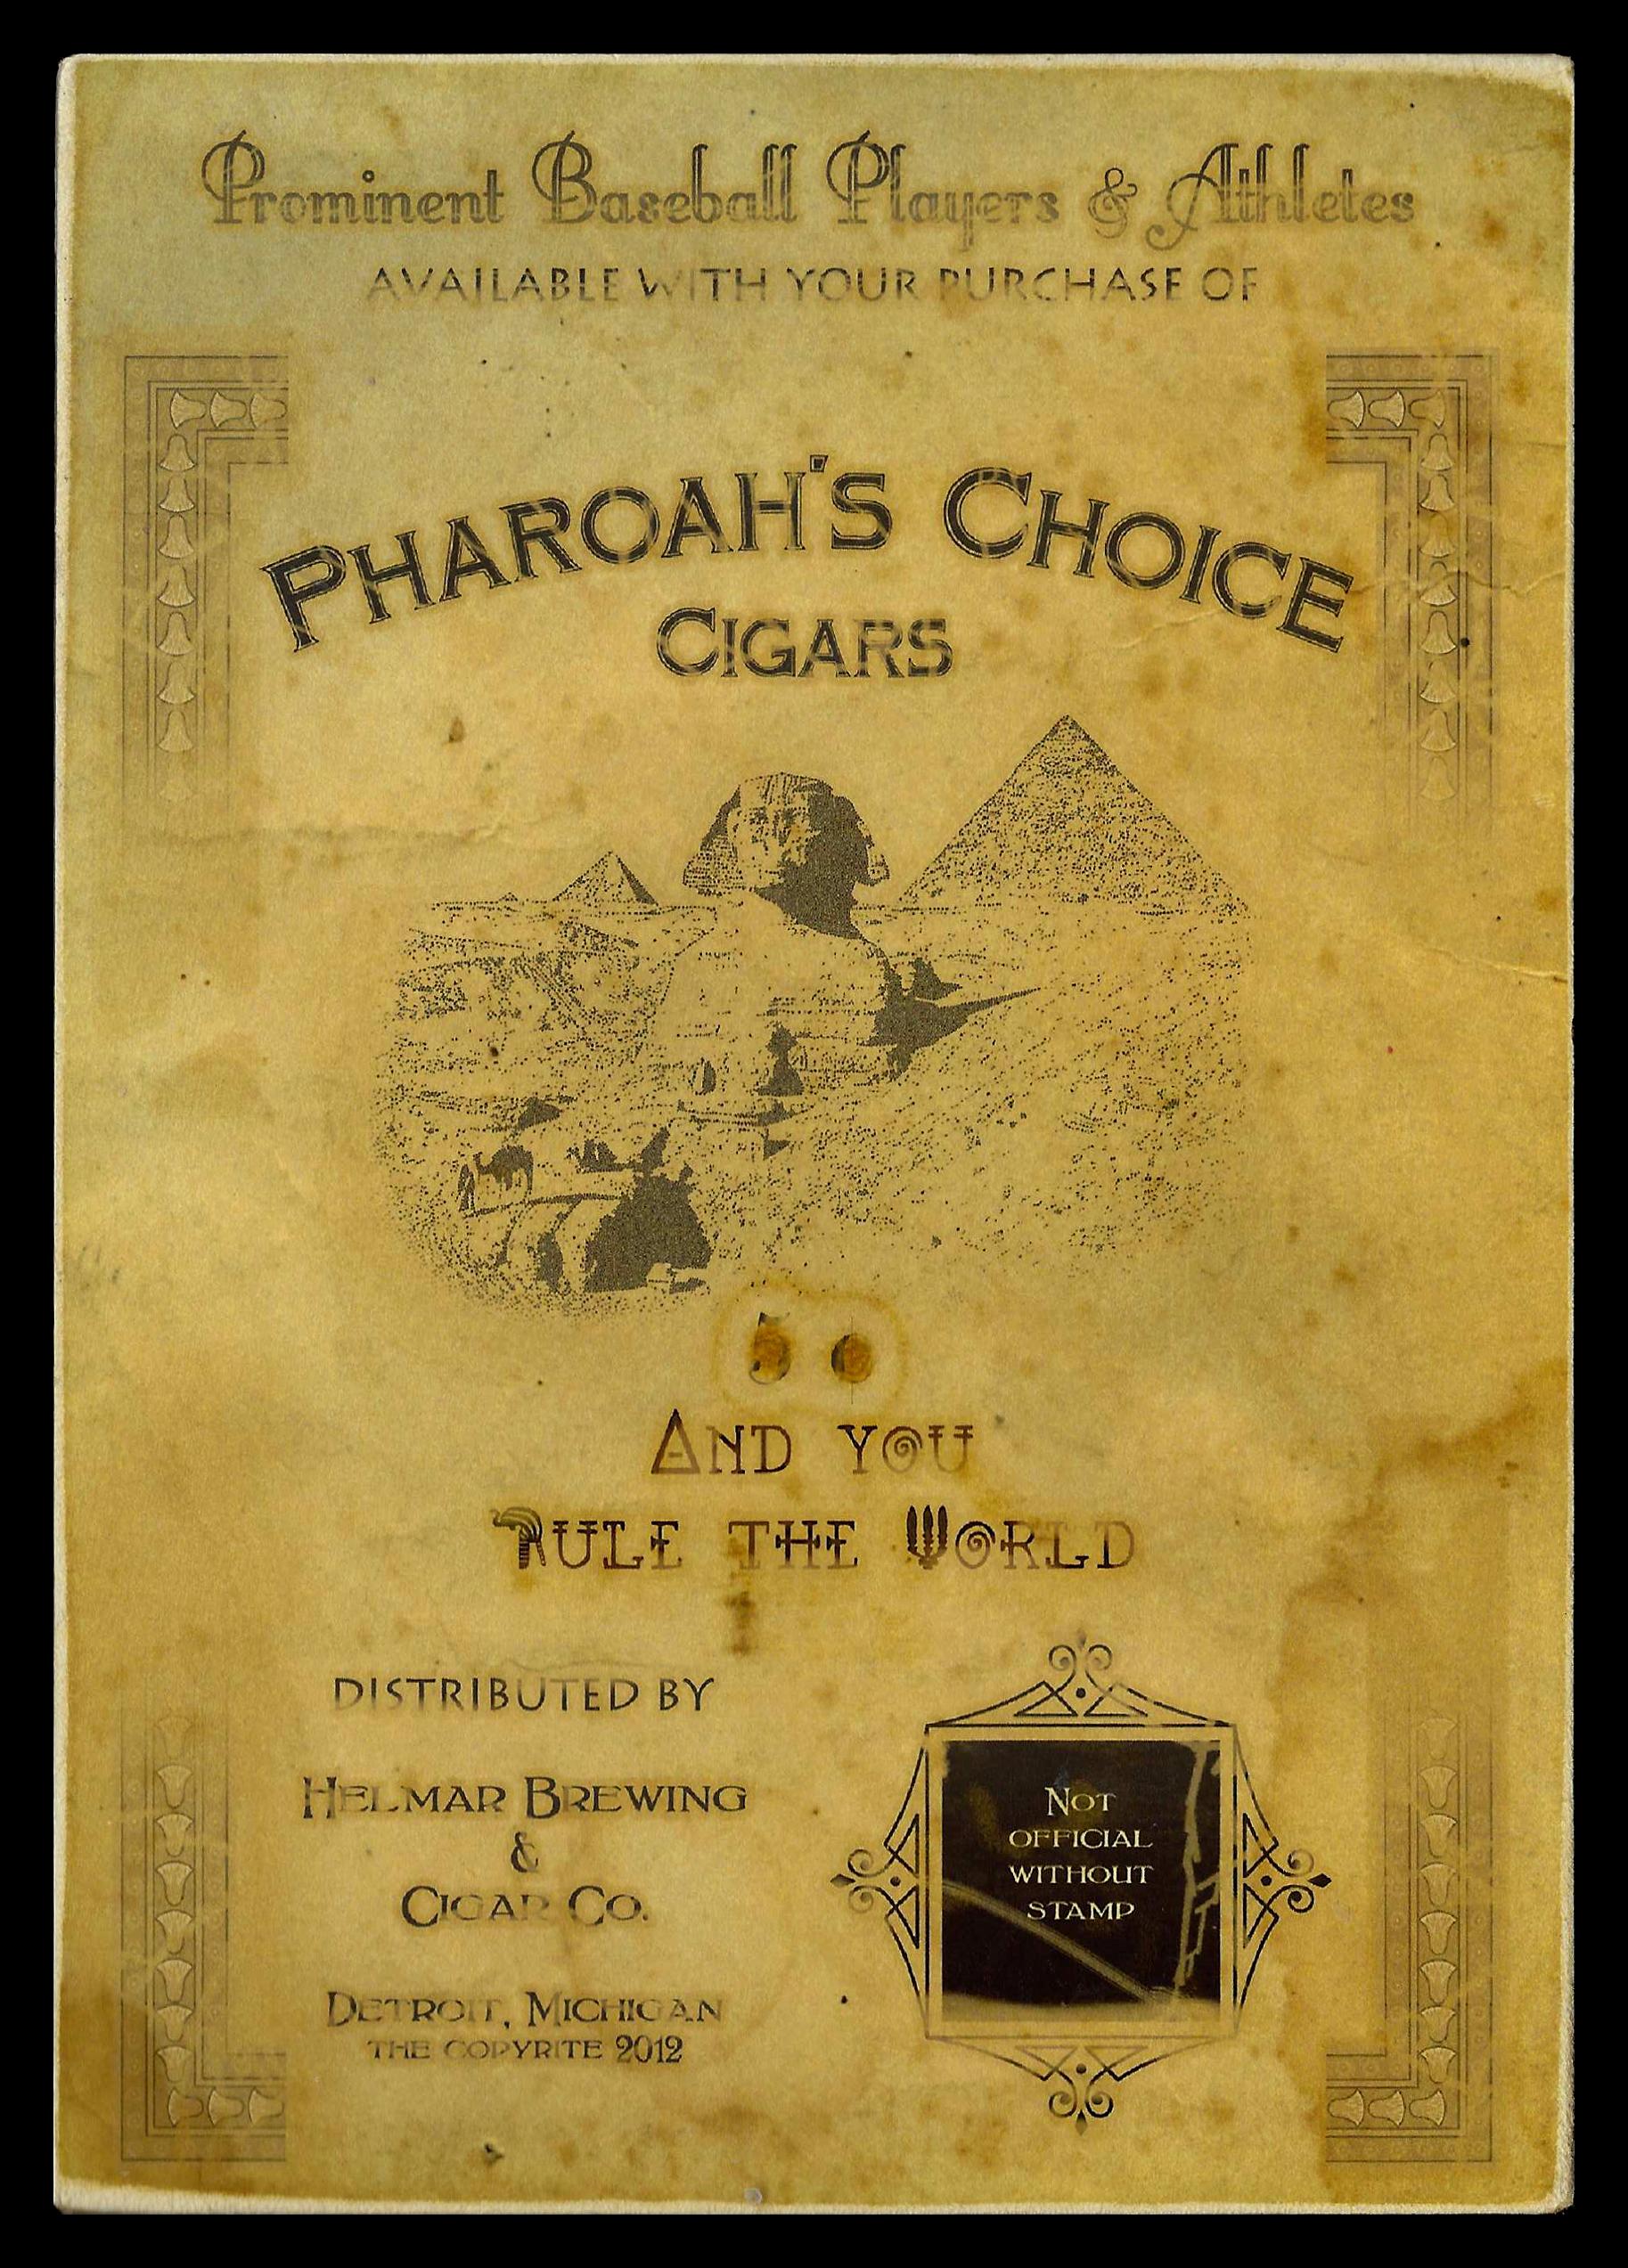 Prominent Baseball Players & Athletes
AVAILABLE WITH YOUR PURCHASE OF
PHAROAH'S CHOICE
CIGARS
5¢
AND YOU
RULE THE WORLD
DISTRIBUTED BY
HELMAR BREWING
&
CIGAR CO.
DETROIT, MICHIGAN
THE COPYRITE 2012
NOT
OFFICIAL
WITHOUT
STAMP